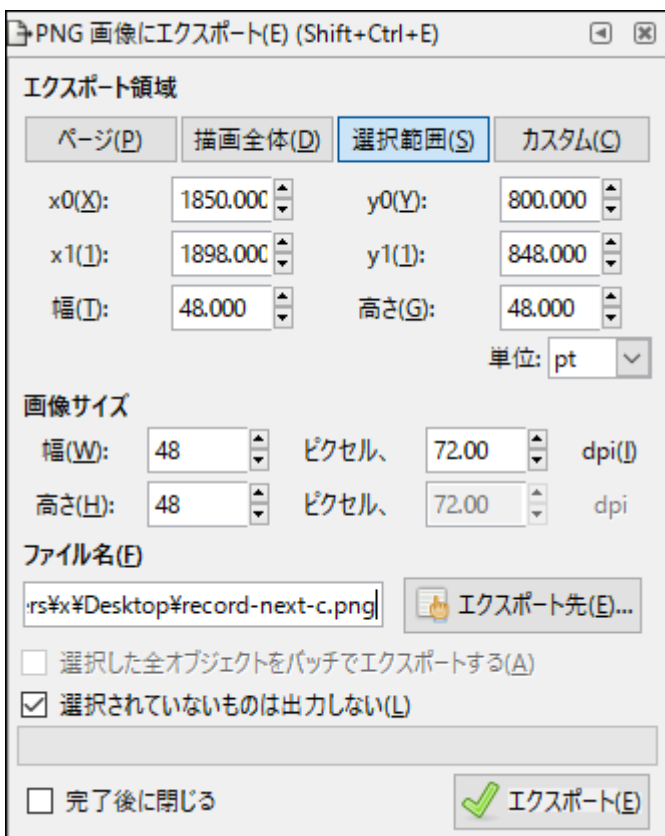 PNG 画像にエクスポート(E) (Shift+Ctrl+E)
エクスポート領域
ページ(P) 描画全体(D) 選択範囲(S) カスタム(C)
x0(X): 1850.000 y0(Y): 800.000
x1(1): 1898.000 y1(1): 848.000
幅(T): 48.000 高さ(G): 48.000
単位: pt
画像サイズ
幅(W): 48 ピクセル、 72.00 dpi(I)
高さ(H): 48 ピクセル、 72.00 dpi
ファイル名(F)
rs¥x¥Desktop¥record-next-c.png エクスポート先(E)...
選択した全オブジェクトをバッチでエクスポートする(A)
選択されていないものは出力しない(L)
完了後に閉じる エクスポート(E)